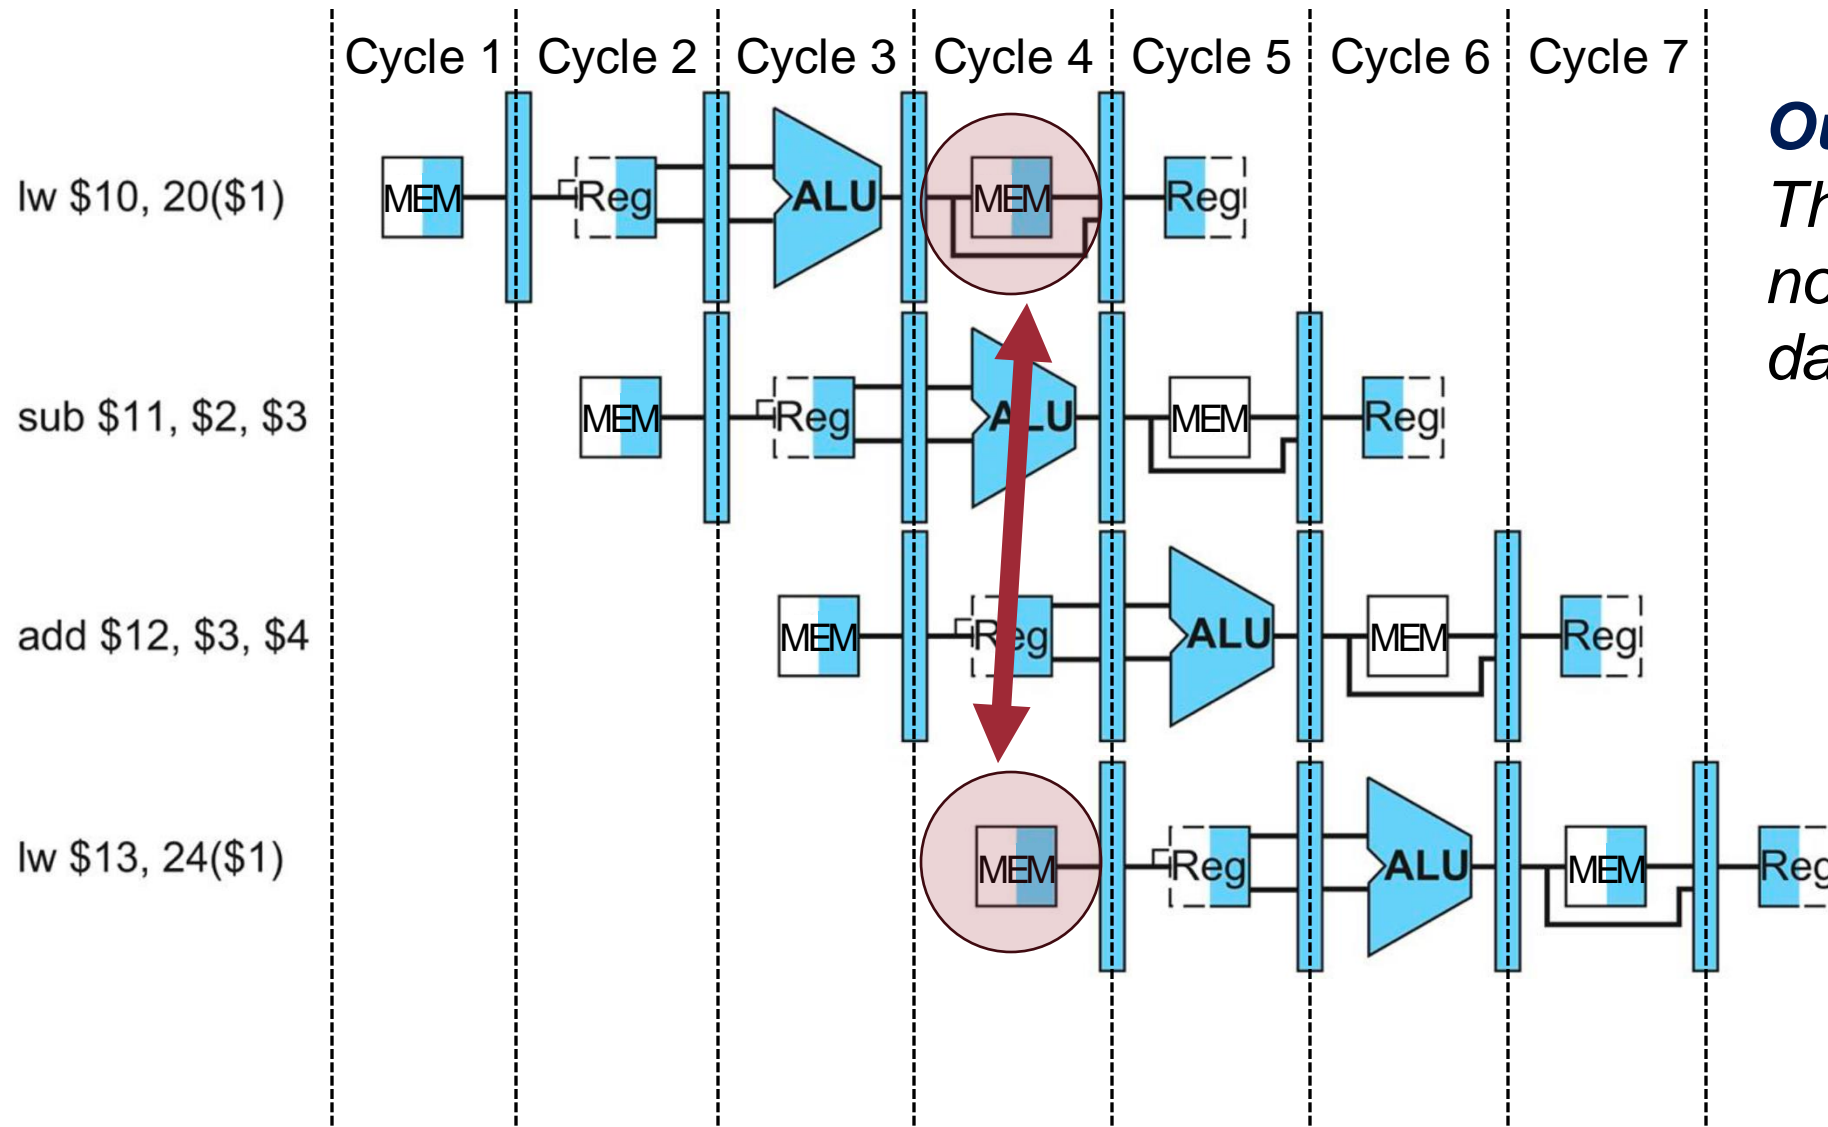 Cycle 1 Cycle 2 Cycle 3 Cycle 4 Cycle 5 Cycle 6 Cycle 7
lw $10, 20($1) MEM Reg ALU MEM Reg
sub $11, $2, $3 MEM Reg ALU MEM Reg
add $12, $3, $4 MEM Reg ALU MEM Reg
lw $13, 24($1) MEM Reg ALU MEM Reg